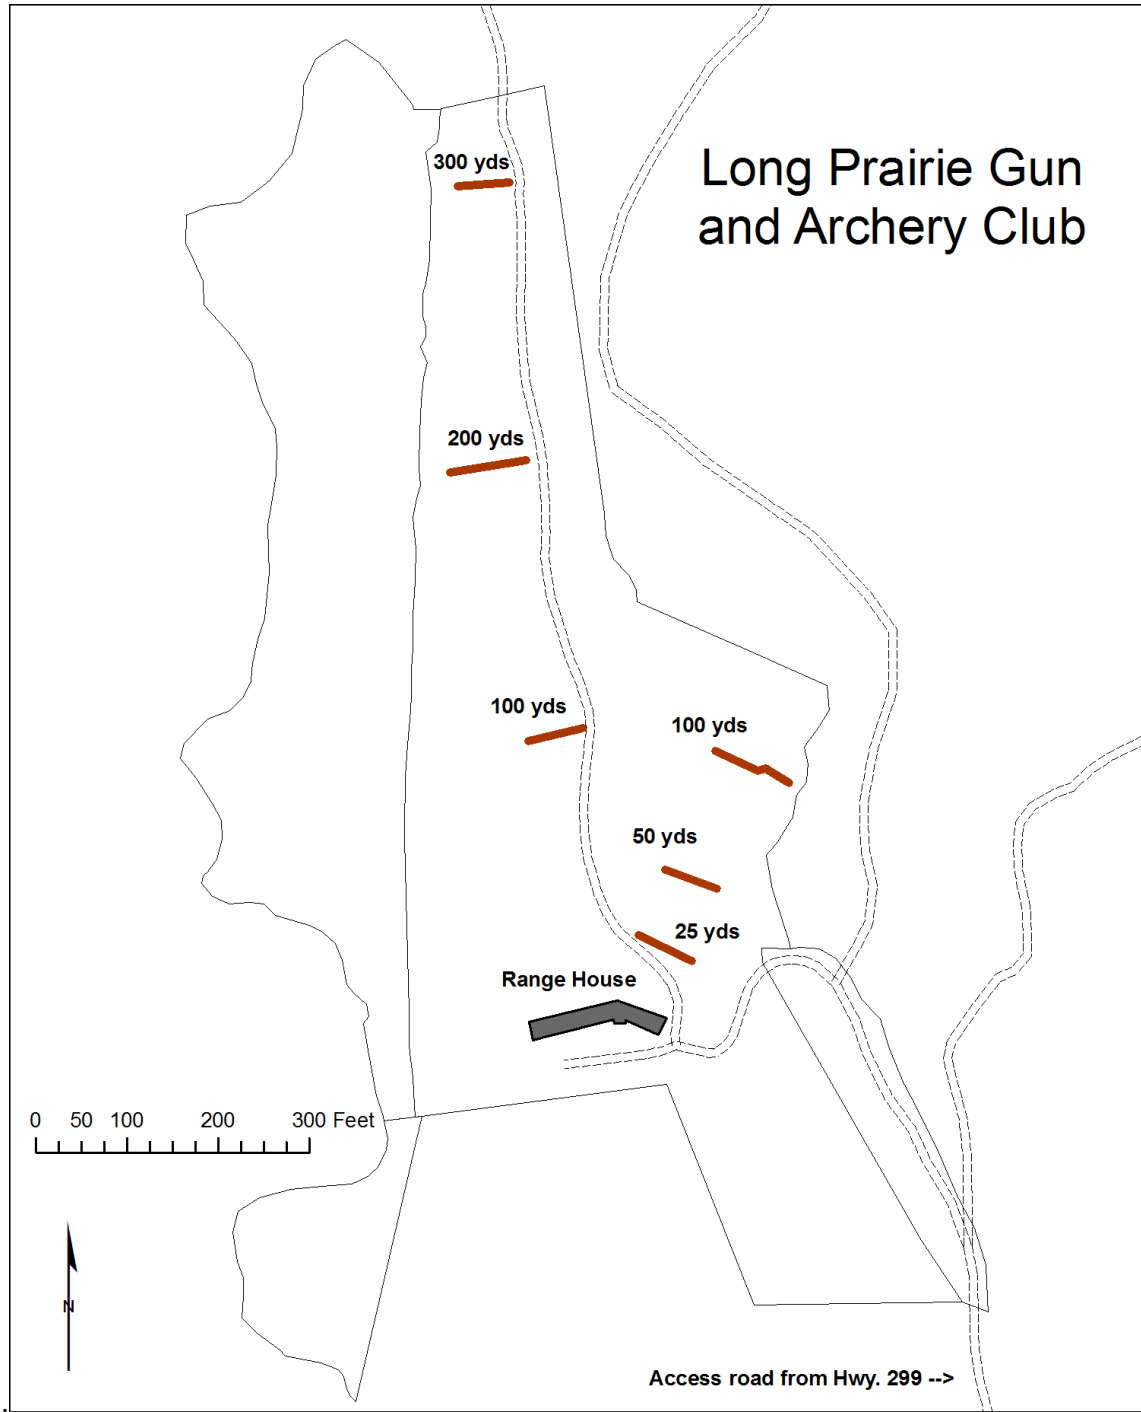 Long Prairie Gun
and Archery Club
300 yds
200 yds
100 yds
100 yds
50 yds
25 yds
Range House
0 50 100 200 300 Feet
N
Access road from Hwy. 299 -->